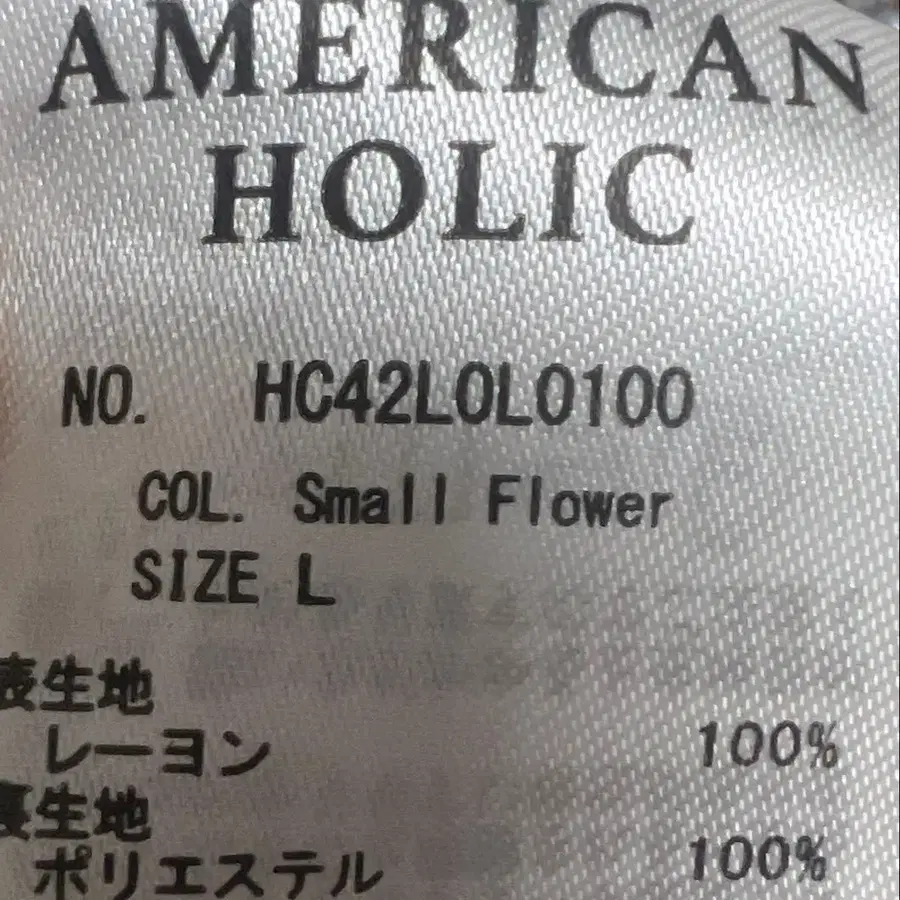 AMERICAN
HOLIC
NO. HC42L0L0100
COL. Small Flower
SIZE L
表生地
レーヨン 100%
裏生地
ポリエステル 100%